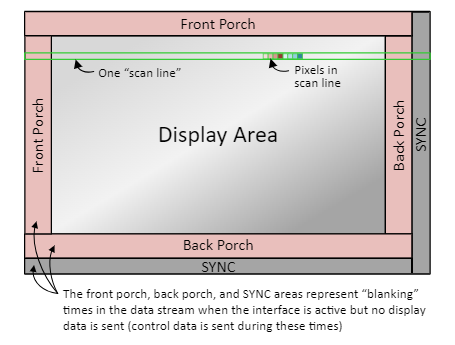 Front Porch
One “scan line”
Pixels in
scan line
Front Porch
Display Area
Back Porch
SYNC
Back Porch
SYNC
The front porch, back porch, and SYNC areas represent “blanking”
times in the data stream when the interface is active but no display
data is sent (control data is sent during these times)